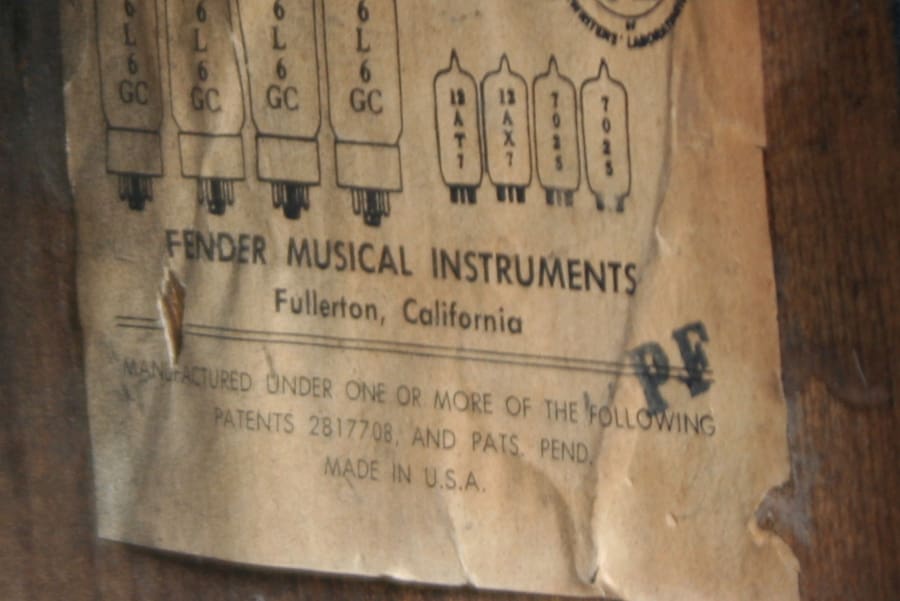 6L6GC 6L6GC 6L6GC 6L6GC
12AT7 12AX7 7025 7025
FENDER MUSICAL INSTRUMENTS
Fullerton, California
PF
MANUFACTURED UNDER ONE OR MORE OF THE FOLLOWING
PATENTS 2817708, AND PATS. PEND.
MADE IN U.S.A.